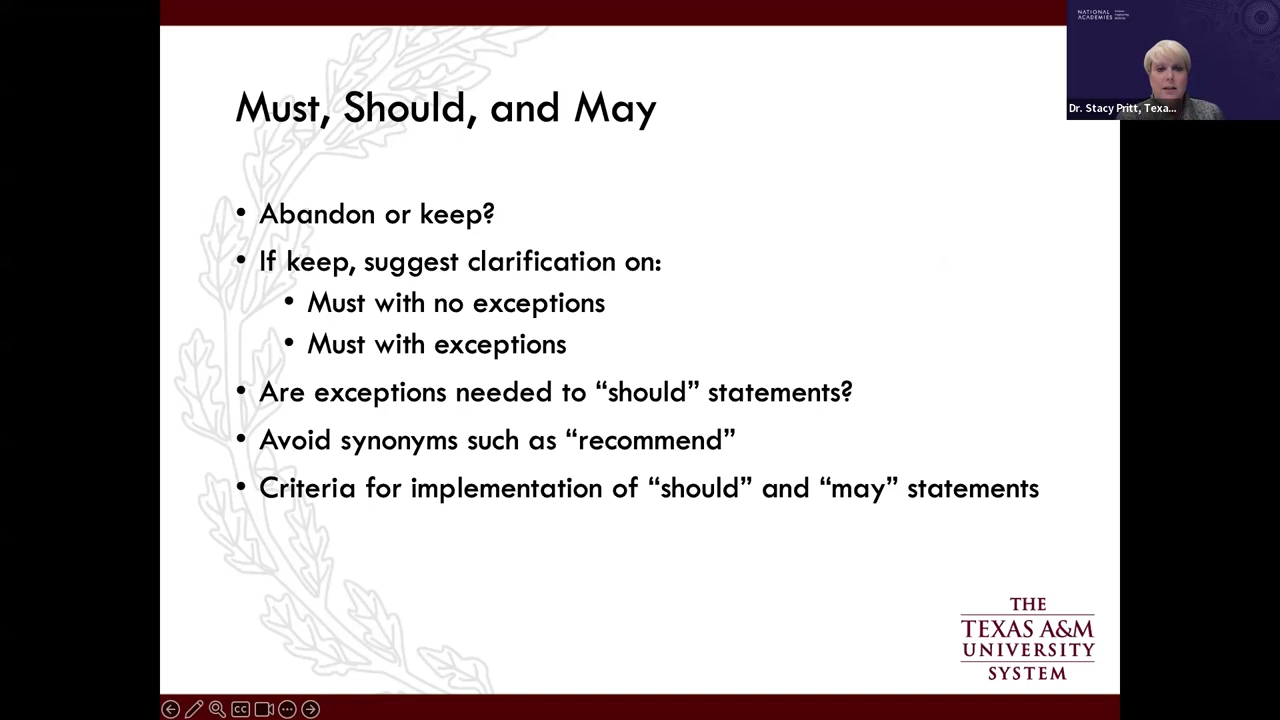 Must, Should, and May
• Abandon or keep?
• If keep, suggest clarification on:
• Must with no exceptions
• Must with exceptions
• Are exceptions needed to “should” statements?
• Avoid synonyms such as “recommend”
• Criteria for implementation of “should” and “may” statements
THE
TEXAS A&M
UNIVERSITY
SYSTEM
NATIONAL
ACADEMIES
Dr. Stacy Pritt, Texa...
CC